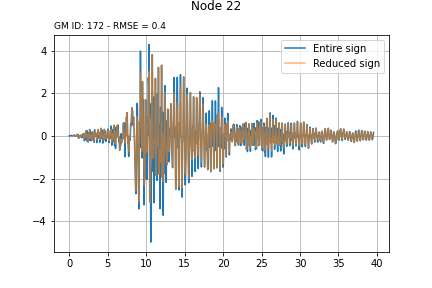 Node 22
GM ID: 172 - RMSE = 0.4
Entire sign
Reduced sign
4
2
0
−2
−4
0 5 10 15 20 25 30 35 40